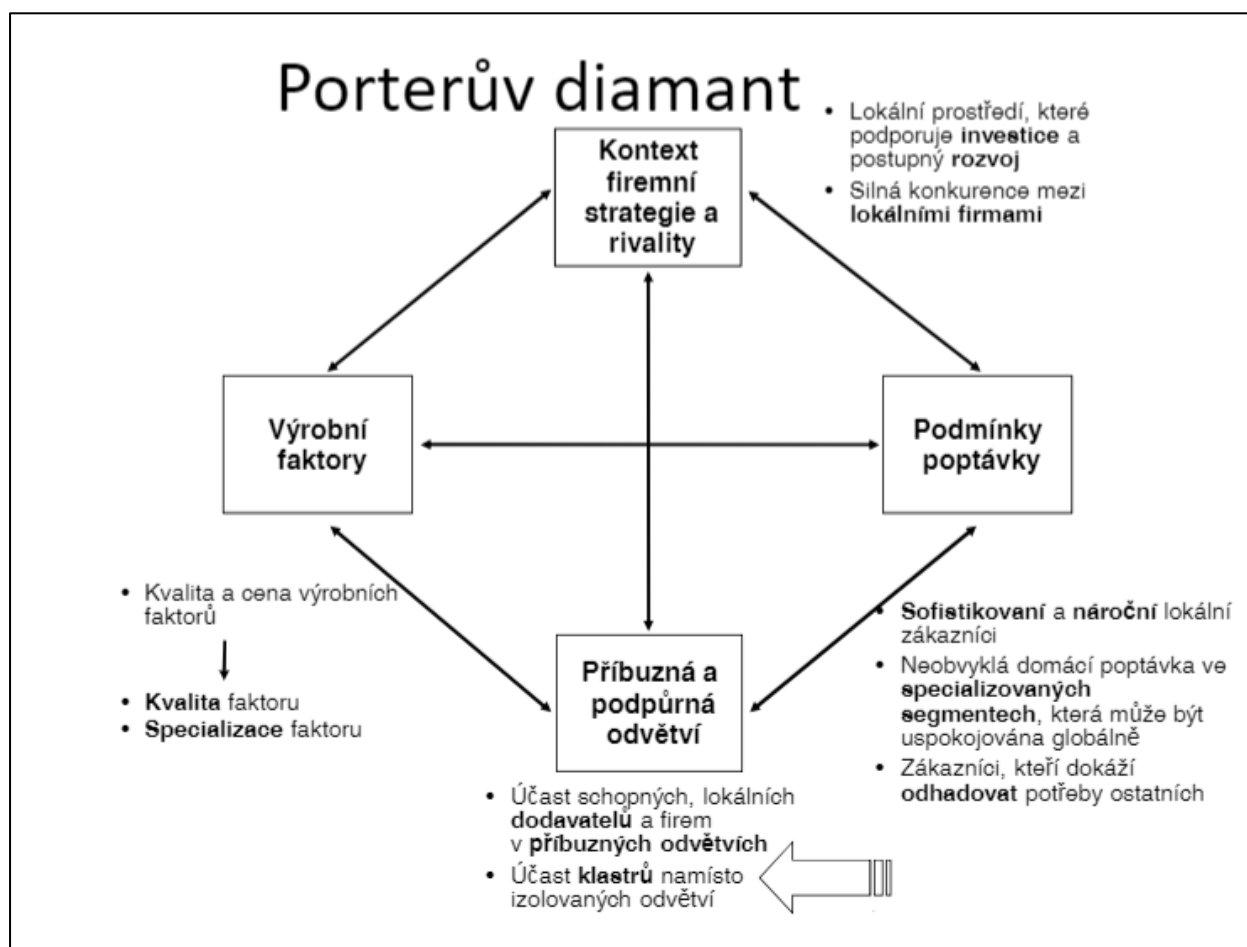 Porterův diamant
• Lokální prostředí, které
podporuje investice a
postupný rozvoj
• Silná konkurence mezi
lokálními firmami
Kontext
firemní
strategie a
rivality
Výrobní
faktory
Podmínky
poptávky
• Kvalita a cena výrobních
faktorů
• Kvalita faktoru
• Specializace faktoru
Příbuzná a
podpůrná
odvětví
• Sofistikovaní a nároční lokální
zákazníci
• Neobvyklá domácí poptávka ve
specializovaných
segmentech, která může být
uspokojována globálně
• Zákazníci, kteří dokáží
odhadovat potřeby ostatních
• Účast schopných, lokálních
dodavatelů a firem
v příbuzných odvětvích
• Účast klastrů namísto
izolovaných odvětví